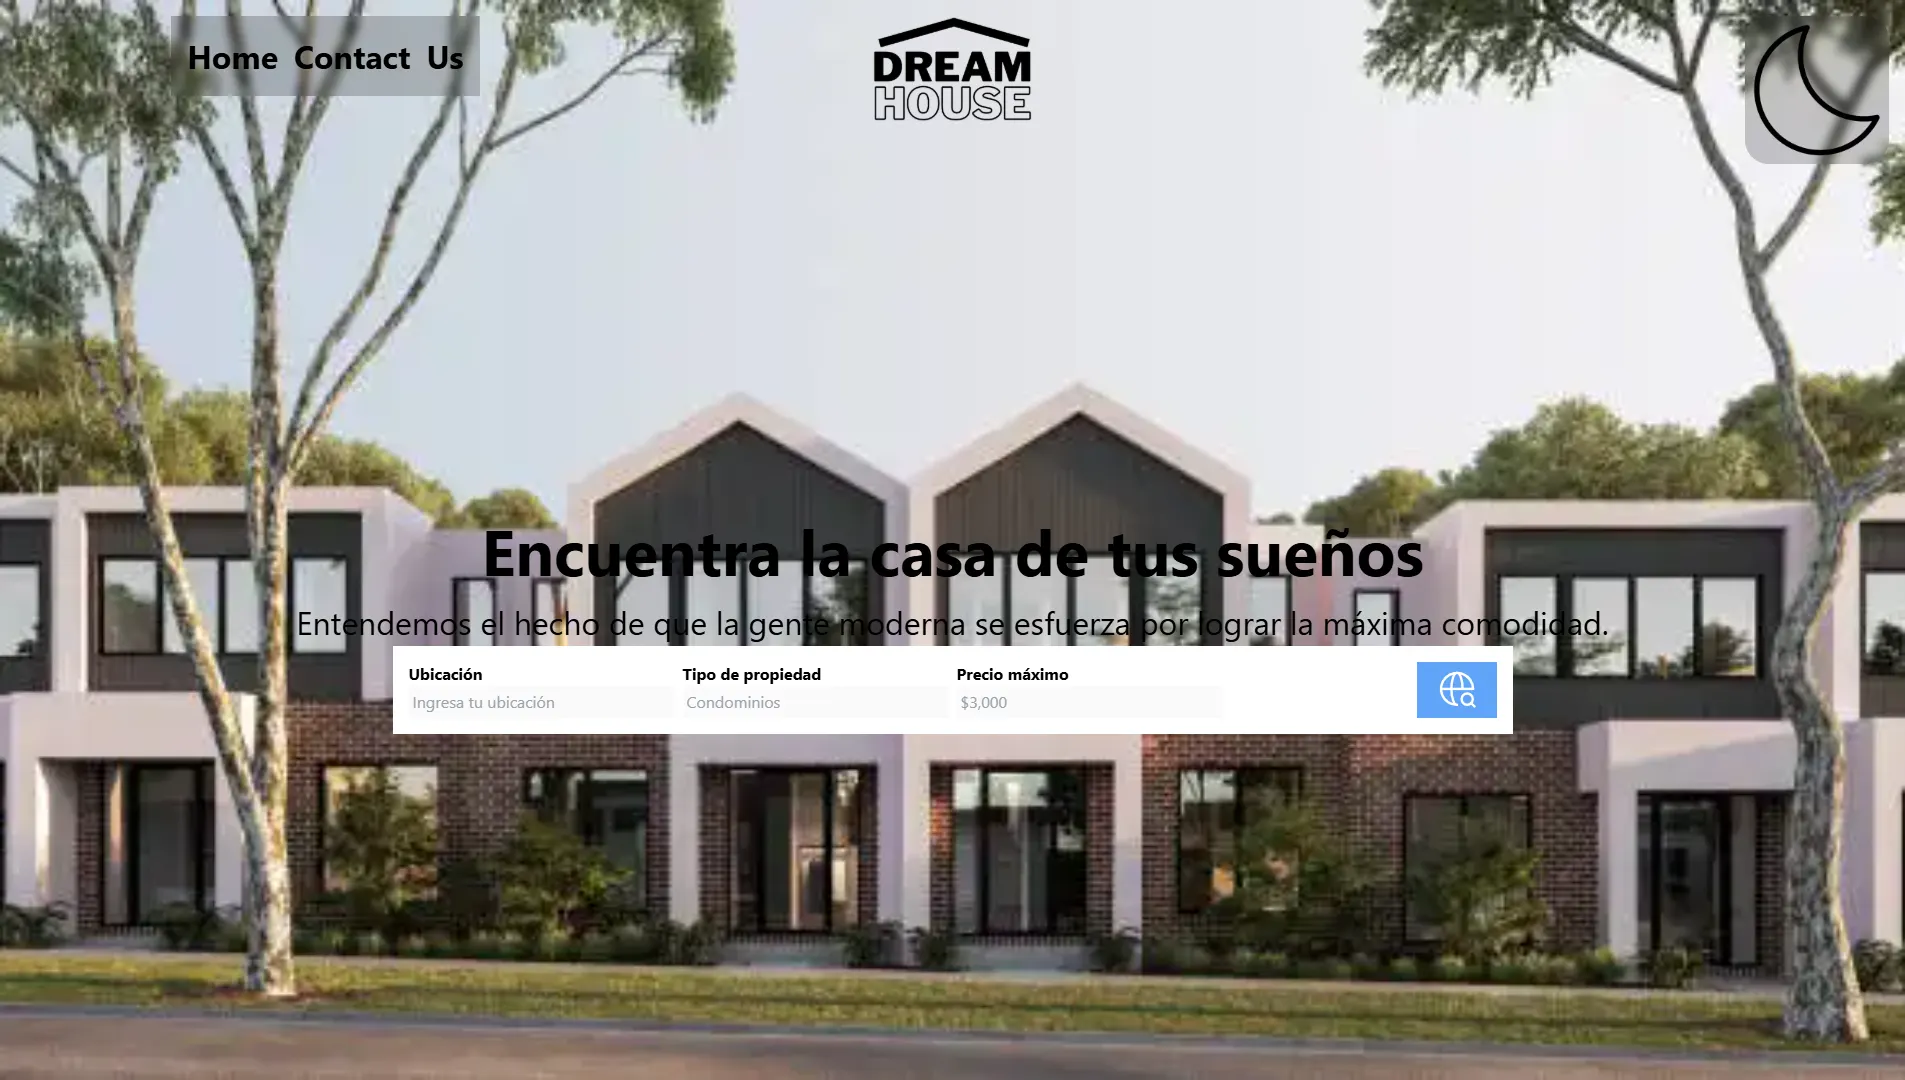 Home Contact Us
DREAM
HOUSE
Encuentra la casa de tus sueños
Entendemos el hecho de que la gente moderna se esfuerza por lograr la máxima comodidad.
Ubicación
Ingresa tu ubicación
Tipo de propiedad
Condominios
Precio máximo
$3,000